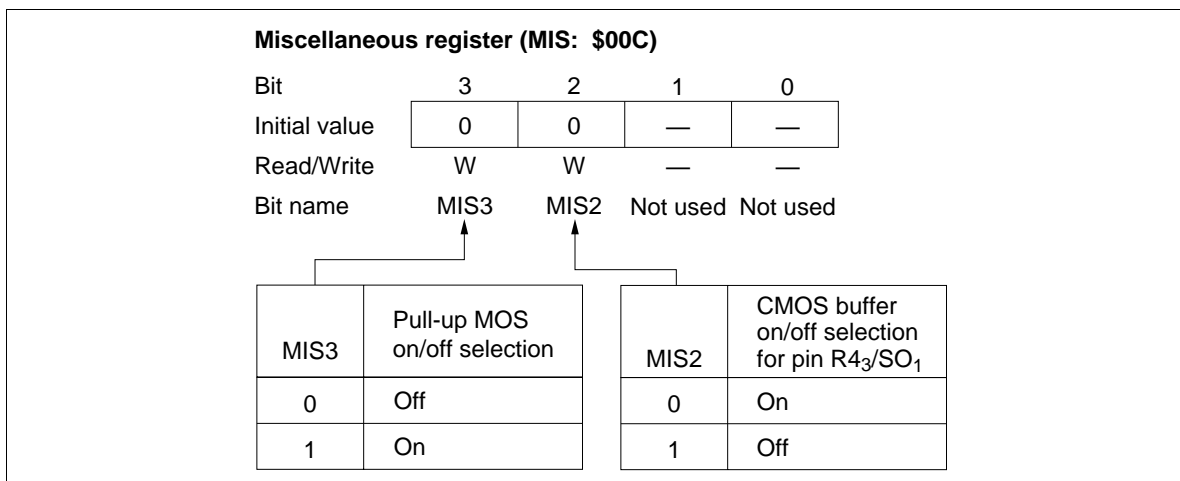 Miscellaneous register (MIS: $00C)
Bit 3 2 1 0
Initial value 0 0 — —
Read/Write W W — —
Bit name MIS3 MIS2 Not used Not used
MIS3 Pull-up MOS on/off selection
0 Off
1 On
MIS2 CMOS buffer on/off selection for pin R4₃/SO₁
0 On
1 Off